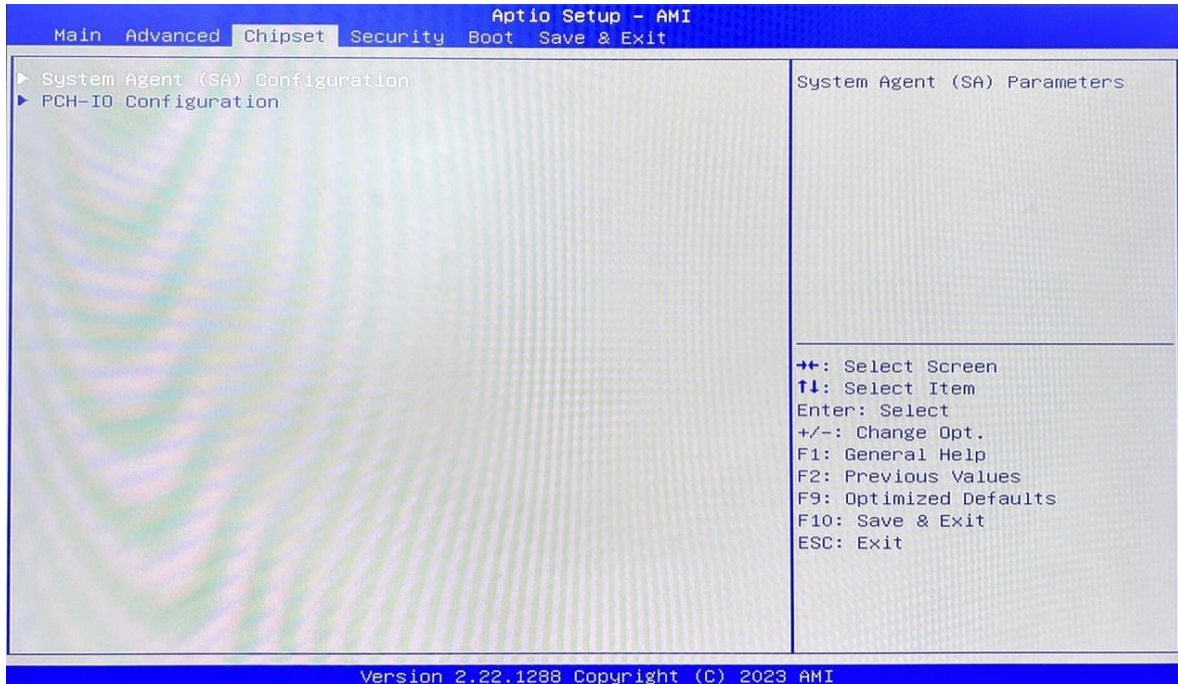 Aptio Setup – AMI
Main Advanced Chipset Security Boot Save & Exit
▶ System Agent (SA) Configuration
▶ PCH-IO Configuration
System Agent (SA) Parameters
→←: Select Screen
↑↓: Select Item
Enter: Select
+/-: Change Opt.
F1: General Help
F2: Previous Values
F9: Optimized Defaults
F10: Save & Exit
ESC: Exit
Version 2.22.1288 Copyright (C) 2023 AMI